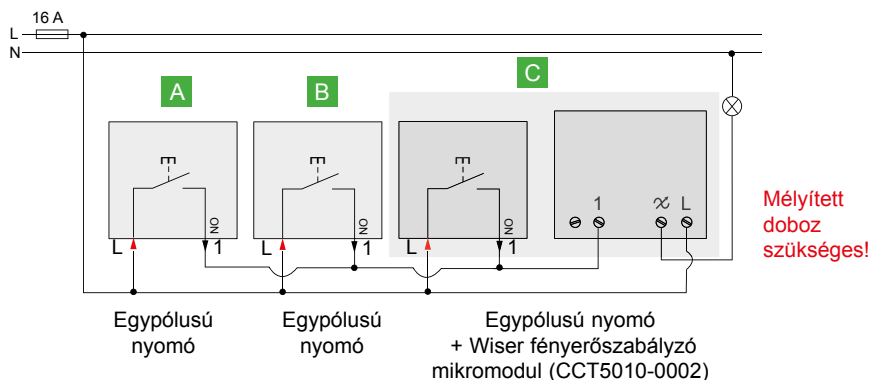 16 A
L
N
A
B
C
NO
L
1
NO
L
1
NO
L
1
1
L
Mélyített
doboz
szükséges!
Egypólusú
nyomó
Egypólusú
nyomó
Egypólusú nyomó
+ Wiser fényerőszabályzó
mikromodul (CCT5010-0002)